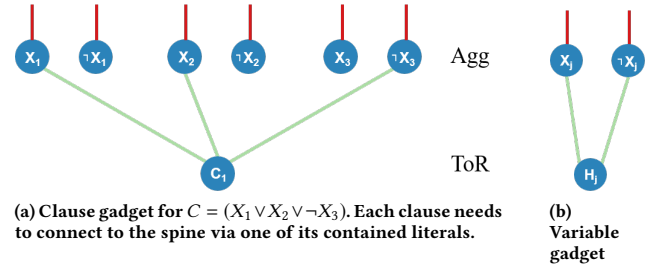 X₁ ¬X₁ X₂ ¬X₂ X₃ ¬X₃ Agg Xⱼ ¬Xⱼ
C₁ ToR Hⱼ
(a) Clause gadget for C = (X₁∨X₂∨¬X₃). Each clause needs
to connect to the spine via one of its contained literals.
(b)
Variable
gadget